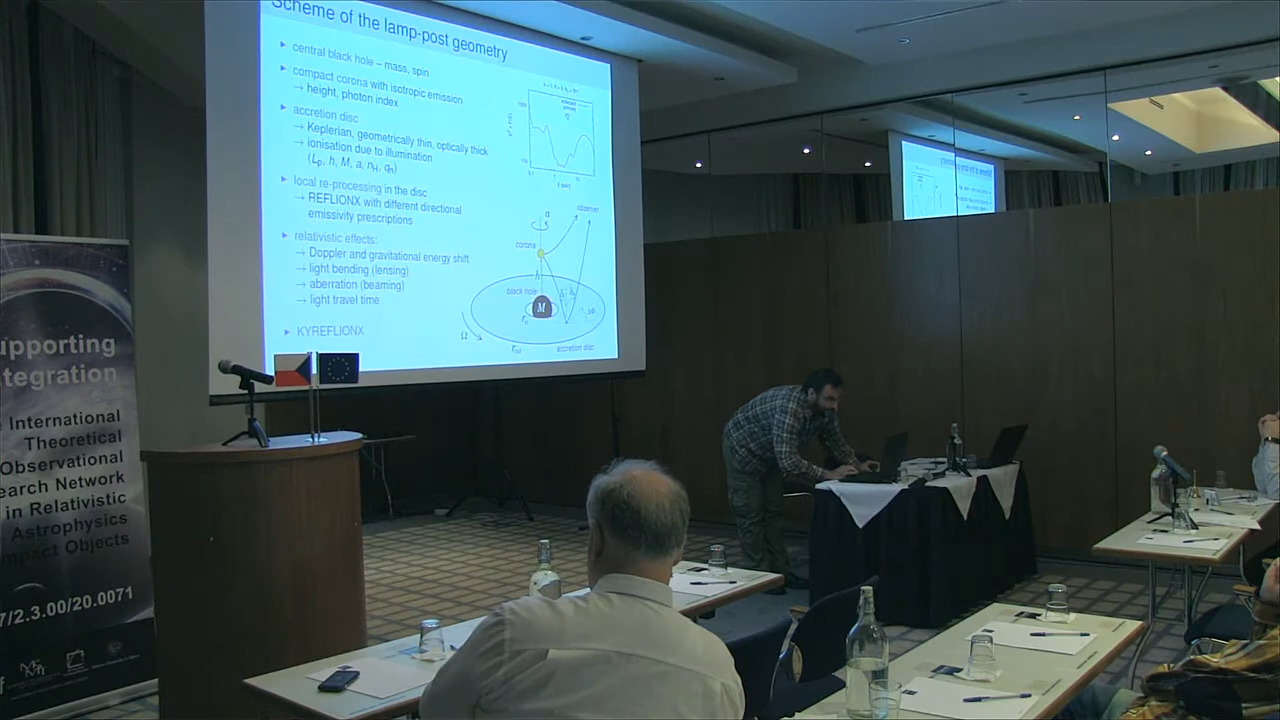 Scheme of the lamp-post geometry
► central black hole – mass, spin
► compact corona with isotropic emission
→ height, photon index
► accretion disc
→ Keplerian, geometrically thin, optically thick
→ ionisation due to illumination
(Lp, h, M, a, nH, qn)
► local re-processing in the disc
→ REFLIONX with different directional
emissivity prescriptions
► relativistic effects:
→ Doppler and gravitational energy shift
→ light bending (lensing)
→ aberration (beaming)
→ light travel time
► KYREFLIONX
a
observer
corona
h
black hole
M
Ω
rout
accretion disc
upporting
tegration
International
Theoretical
Observational
earch Network
in Relativistic
Astrophysics
mpact Objects
7/2.3.00/20.0071